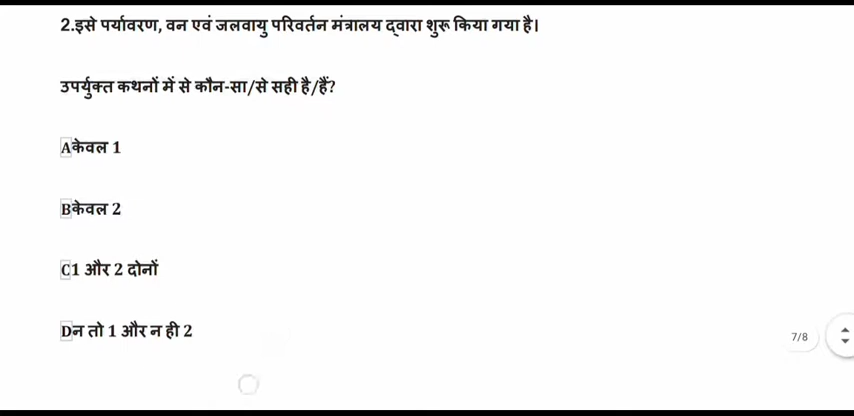 2.इसे पर्यावरण, वन एवं जलवायु परिवर्तन मंत्रालय द्वारा शुरू किया गया है।
उपर्युक्त कथनों में से कौन-सा/से सही है/हैं?
Aकेवल 1
Bकेवल 2
C1 और 2 दोनों
Dन तो 1 और न ही 2
7/8